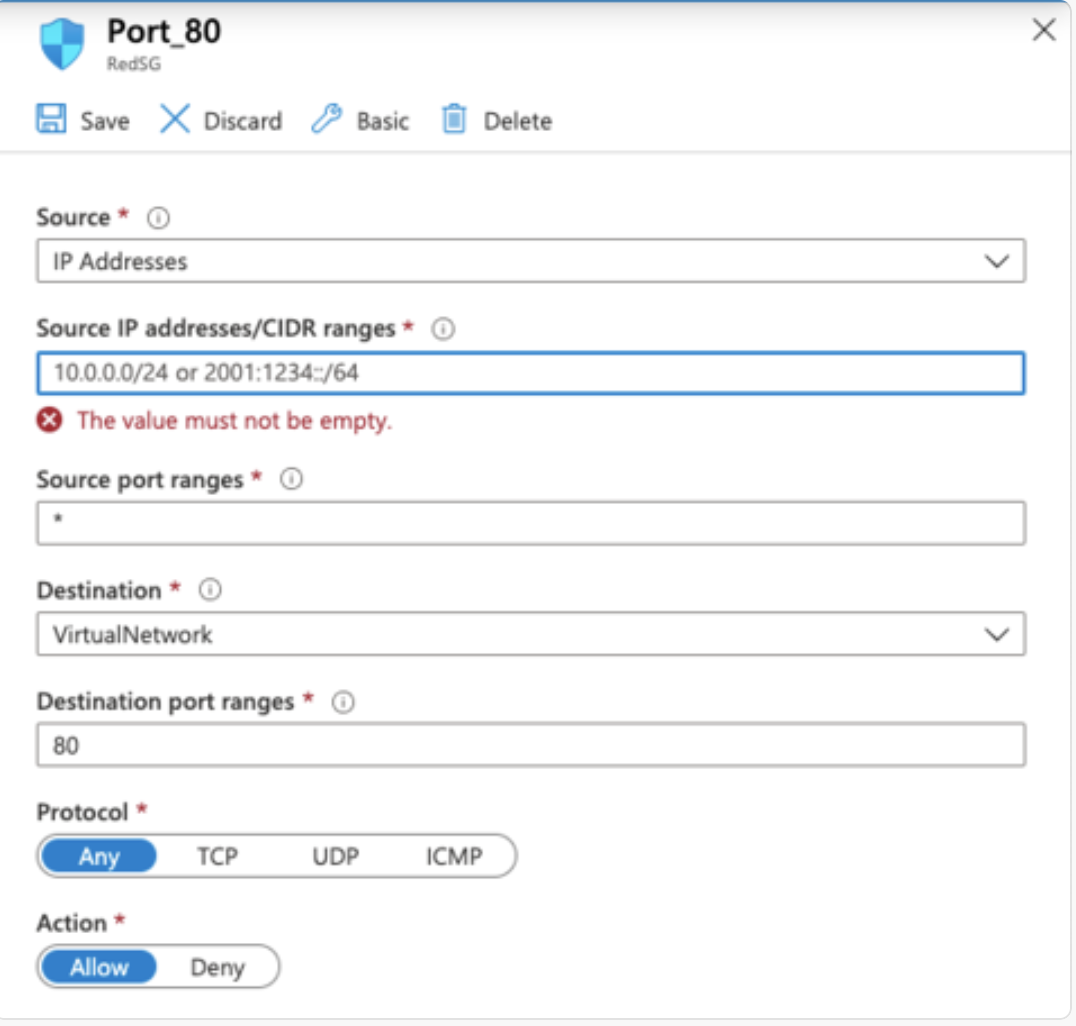 Port_80
RedSG
Save Discard Basic Delete
Source *
IP Addresses
Source IP addresses/CIDR ranges *
10.0.0.0/24 or 2001:1234::/64
The value must not be empty.
Source port ranges *
*
Destination *
VirtualNetwork
Destination port ranges *
80
Protocol *
Any TCP UDP ICMP
Action *
Allow Deny